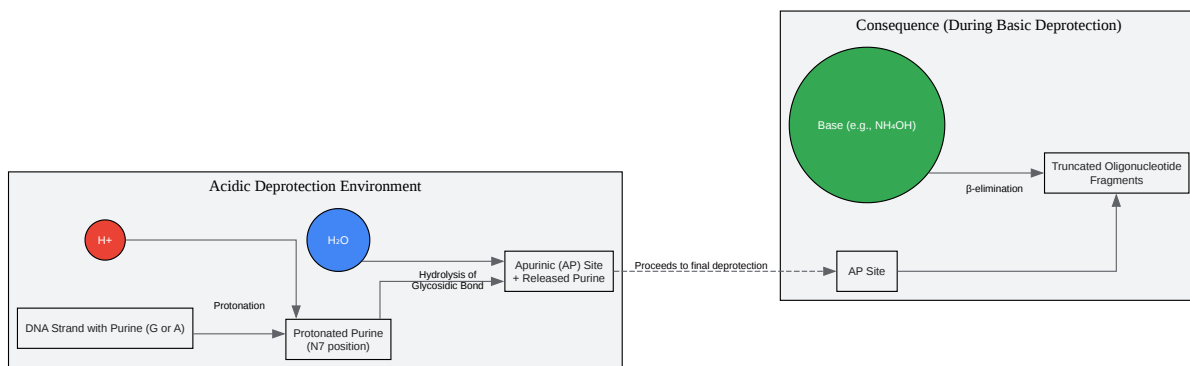 Consequence (During Basic Deprotection)
Base (e.g., NH₄OH)
Truncated Oligonucleotide
Fragments
β-elimination
AP Site
Acidic Deprotection Environment
H+
H₂O
Apurinic (AP) Site
+ Released Purine
Proceeds to final deprotection
Hydrolysis of
Glycosidic Bond
Protonation
DNA Strand with Purine (G or A)
Protonated Purine
(N7 position)